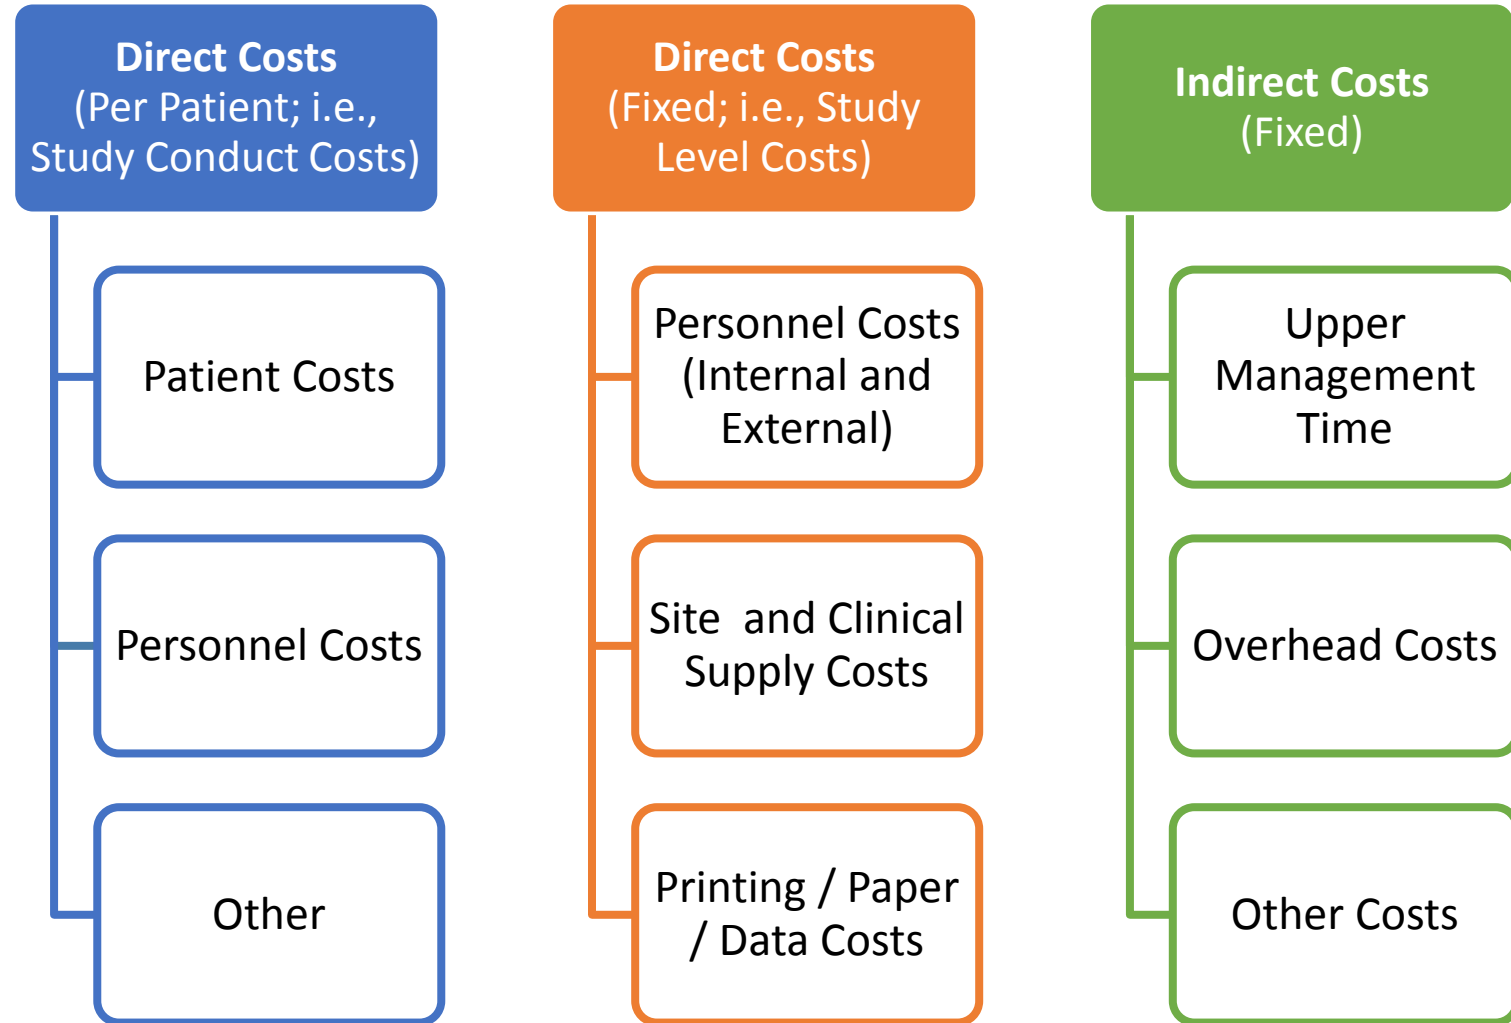 Direct Costs
(Per Patient; i.e.,
Study Conduct Costs)
Patient Costs
Personnel Costs
Other
Direct Costs
(Fixed; i.e., Study
Level Costs)
Personnel Costs
(Internal and
External)
Site  and Clinical
Supply Costs
Printing / Paper
/ Data Costs
Indirect Costs
(Fixed)
Upper
Management
Time
Overhead Costs
Other Costs